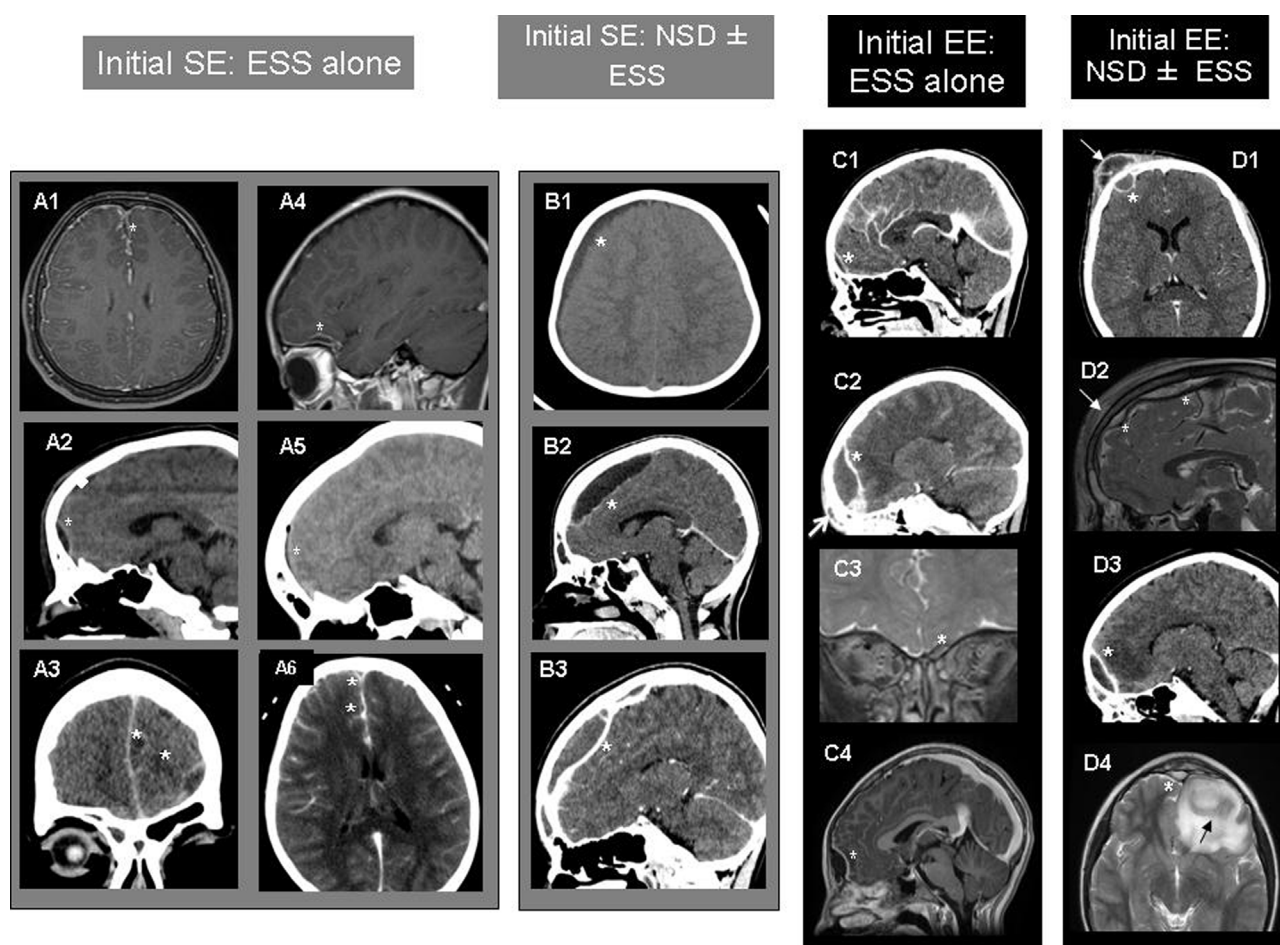 Initial SE: ESS alone
Initial SE: NSD ±
ESS
Initial EE:
ESS alone
Initial EE:
NSD ± ESS
A1
A4
A2
A5
A3
A6
B1
B2
B3
C1
C2
C3
C4
D1
D2
D3
D4